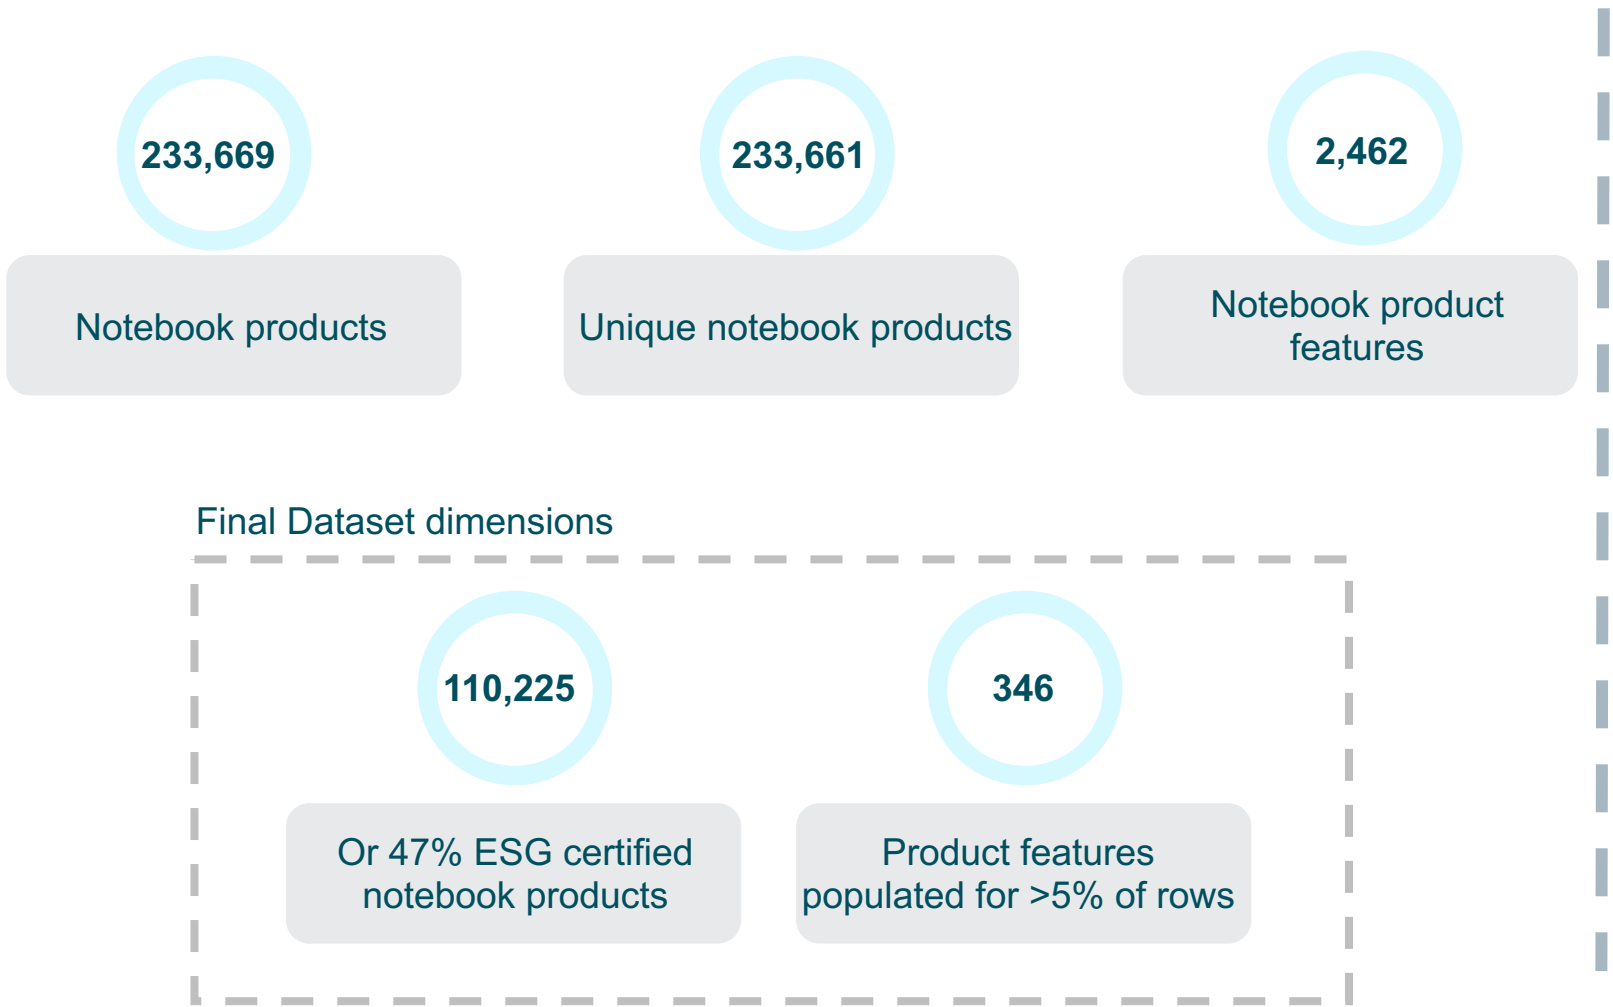 233,669
233,661
2,462
Notebook products
Unique notebook products
Notebook product
features
Final Dataset dimensions
110,225
346
Or 47% ESG certified
notebook products
Product features
populated for >5% of rows